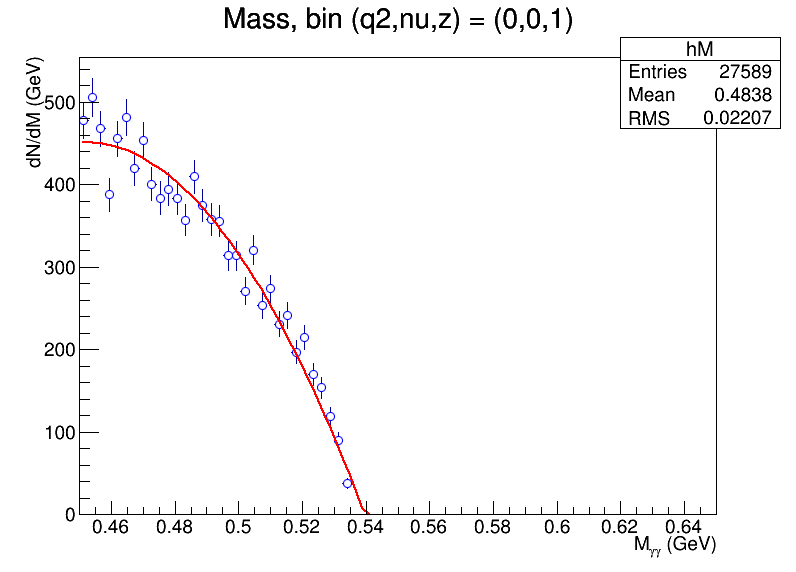 Mass, bin (q2,nu,z) = (0,0,1)
hM
Entries 27589
Mean 0.4838
RMS 0.02207
dN/dM (GeV)
500
400
300
200
100
0
0.46 0.48 0.5 0.52 0.54 0.56 0.58 0.6 0.62 0.64
Mγγ (GeV)